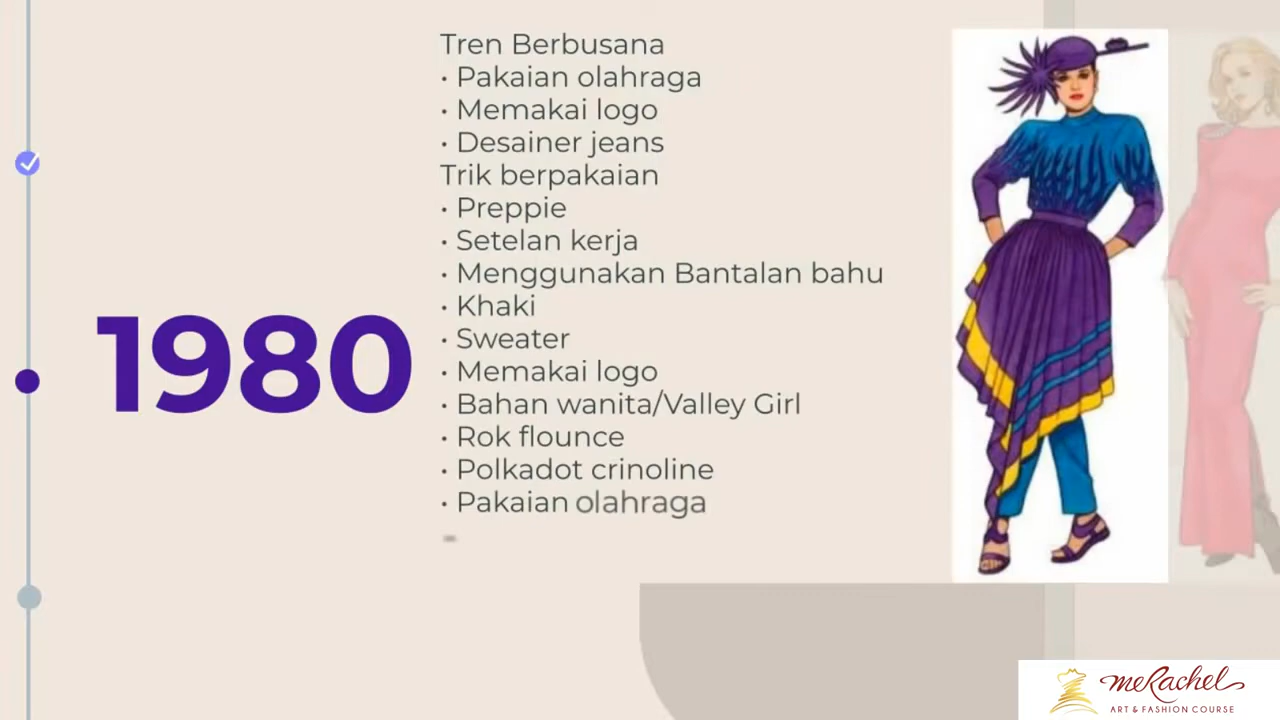 Tren Berbusana
• Pakaian olahraga
• Memakai logo
• Desainer jeans
Trik berpakaian
• Preppie
• Setelan kerja
• Menggunakan Bantalan bahu
• Khaki
• Sweater
• Memakai logo
• Bahan wanita/Valley Girl
• Rok flounce
• Polkadot crinoline
• Pakaian olahraga
1980
meRachel
ART & FASHION COURSE